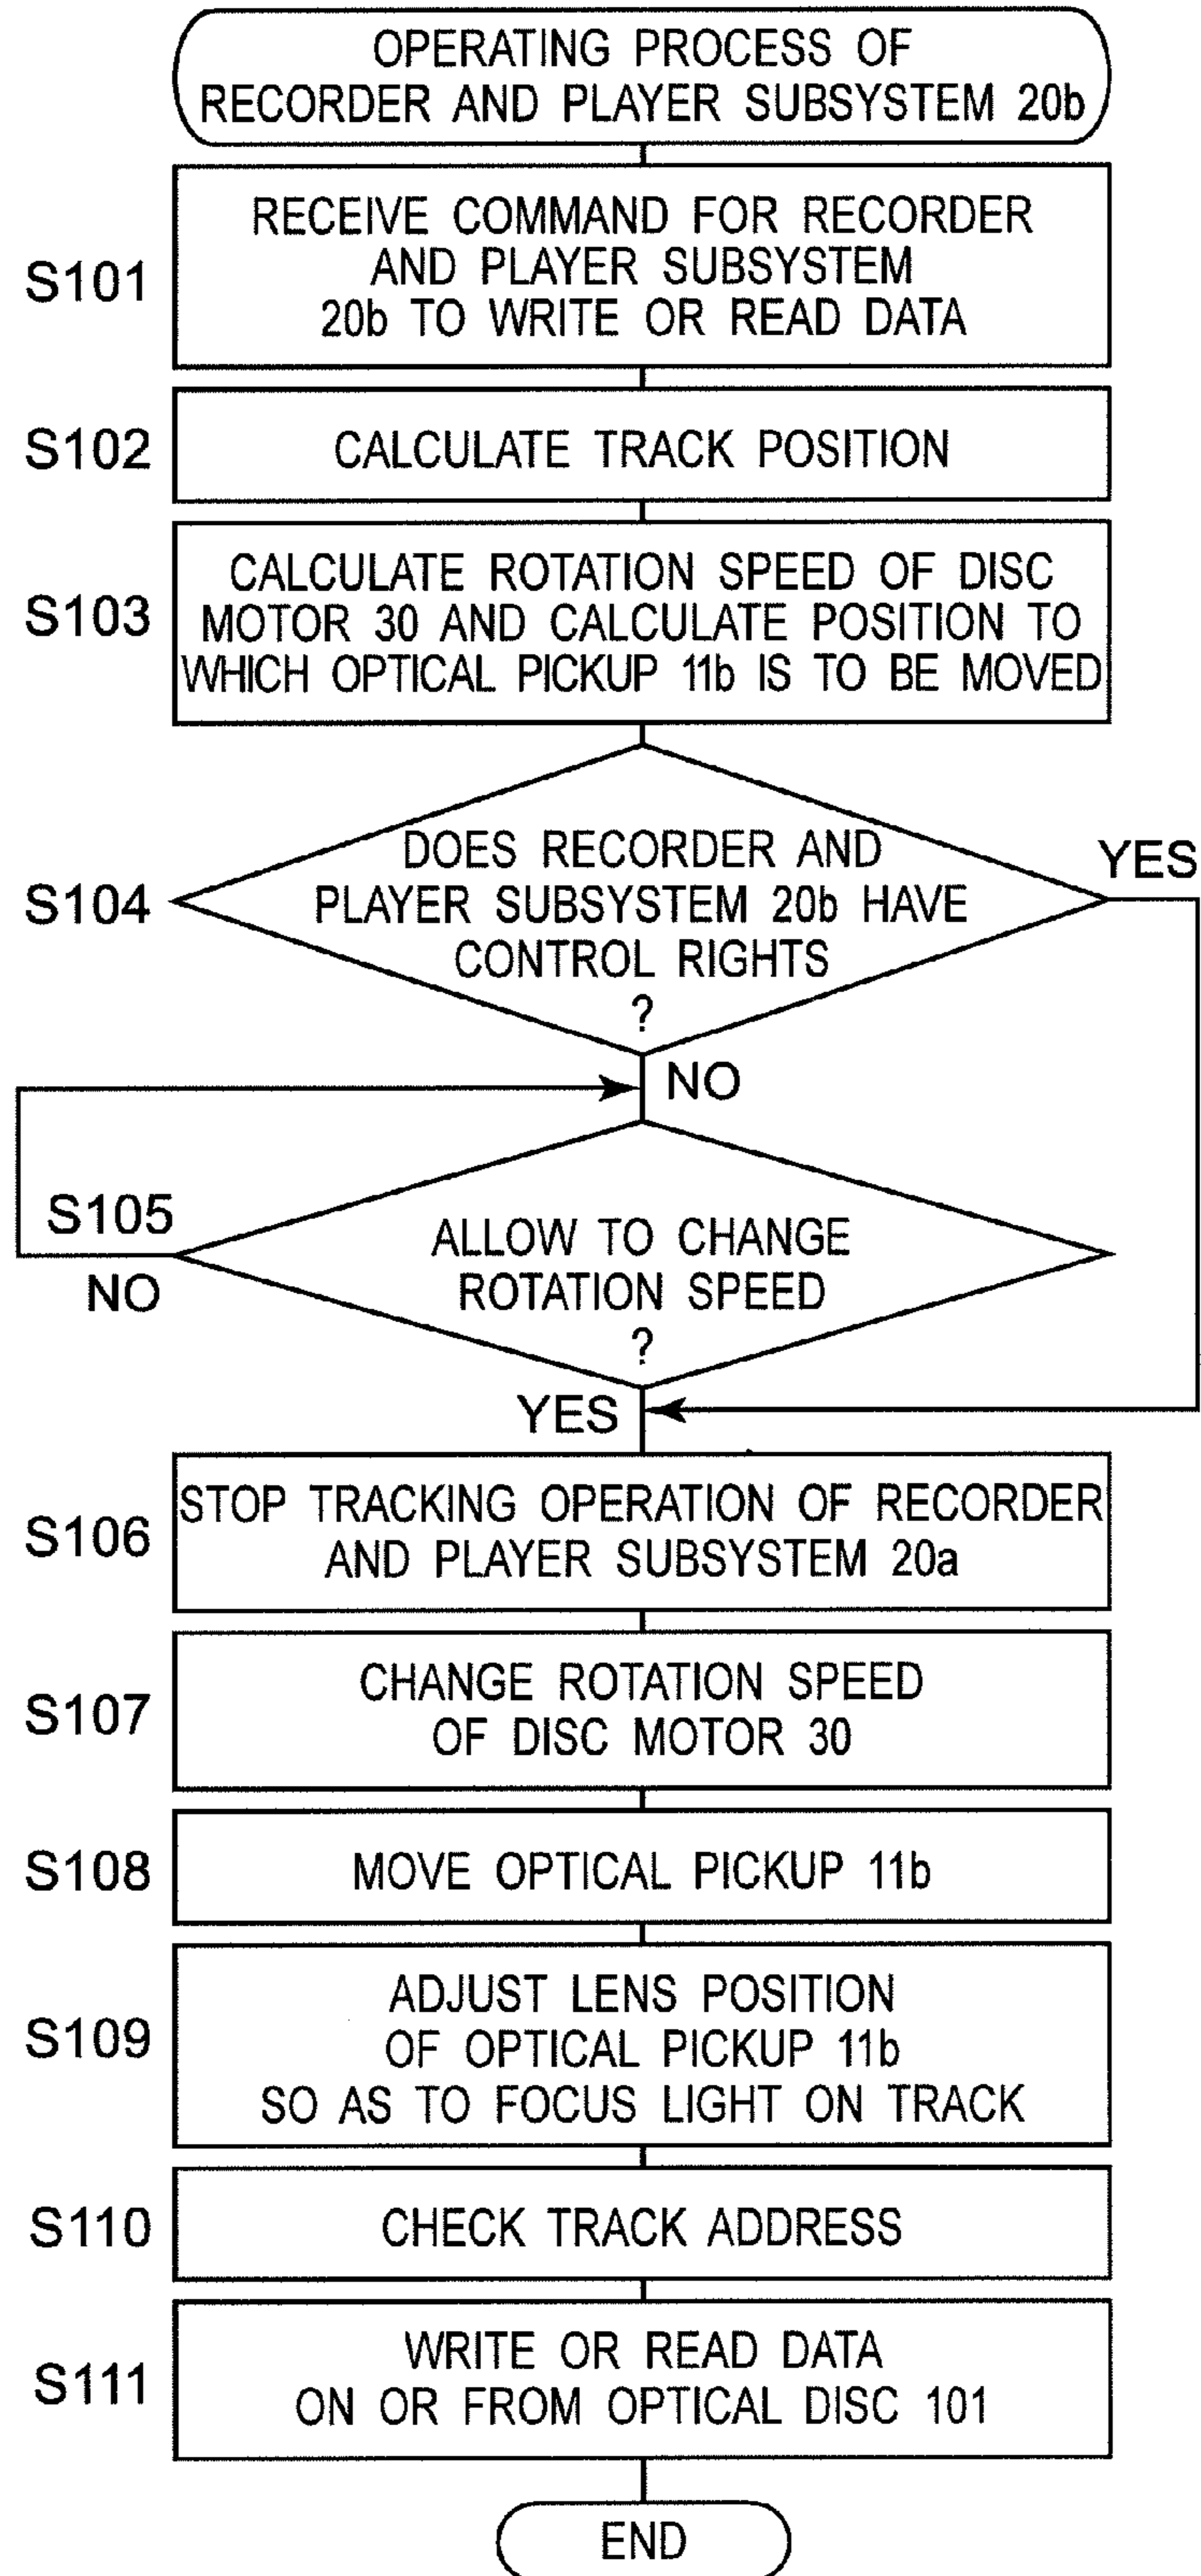 OPERATING PROCESS OF
RECORDER AND PLAYER SUBSYSTEM 20b
RECEIVE COMMAND FOR RECORDER
AND PLAYER SUBSYSTEM
20b TO WRITE OR READ DATA
S101
CALCULATE TRACK POSITION
S102
CALCULATE ROTATION SPEED OF DISC
MOTOR 30 AND CALCULATE POSITION TO
WHICH OPTICAL PICKUP 11b IS TO BE MOVED
S103
DOES RECORDER AND
PLAYER SUBSYSTEM 20b HAVE
CONTROL RIGHTS
?
S104
YES
NO
S105
NO
ALLOW TO CHANGE
ROTATION SPEED
?
YES
STOP TRACKING OPERATION OF RECORDER
AND PLAYER SUBSYSTEM 20a
S106
CHANGE ROTATION SPEED
OF DISC MOTOR 30
S107
MOVE OPTICAL PICKUP 11b
S108
ADJUST LENS POSITION
OF OPTICAL PICKUP 11b
SO AS TO FOCUS LIGHT ON TRACK
S109
CHECK TRACK ADDRESS
S110
WRITE OR READ DATA
ON OR FROM OPTICAL DISC 101
S111
END